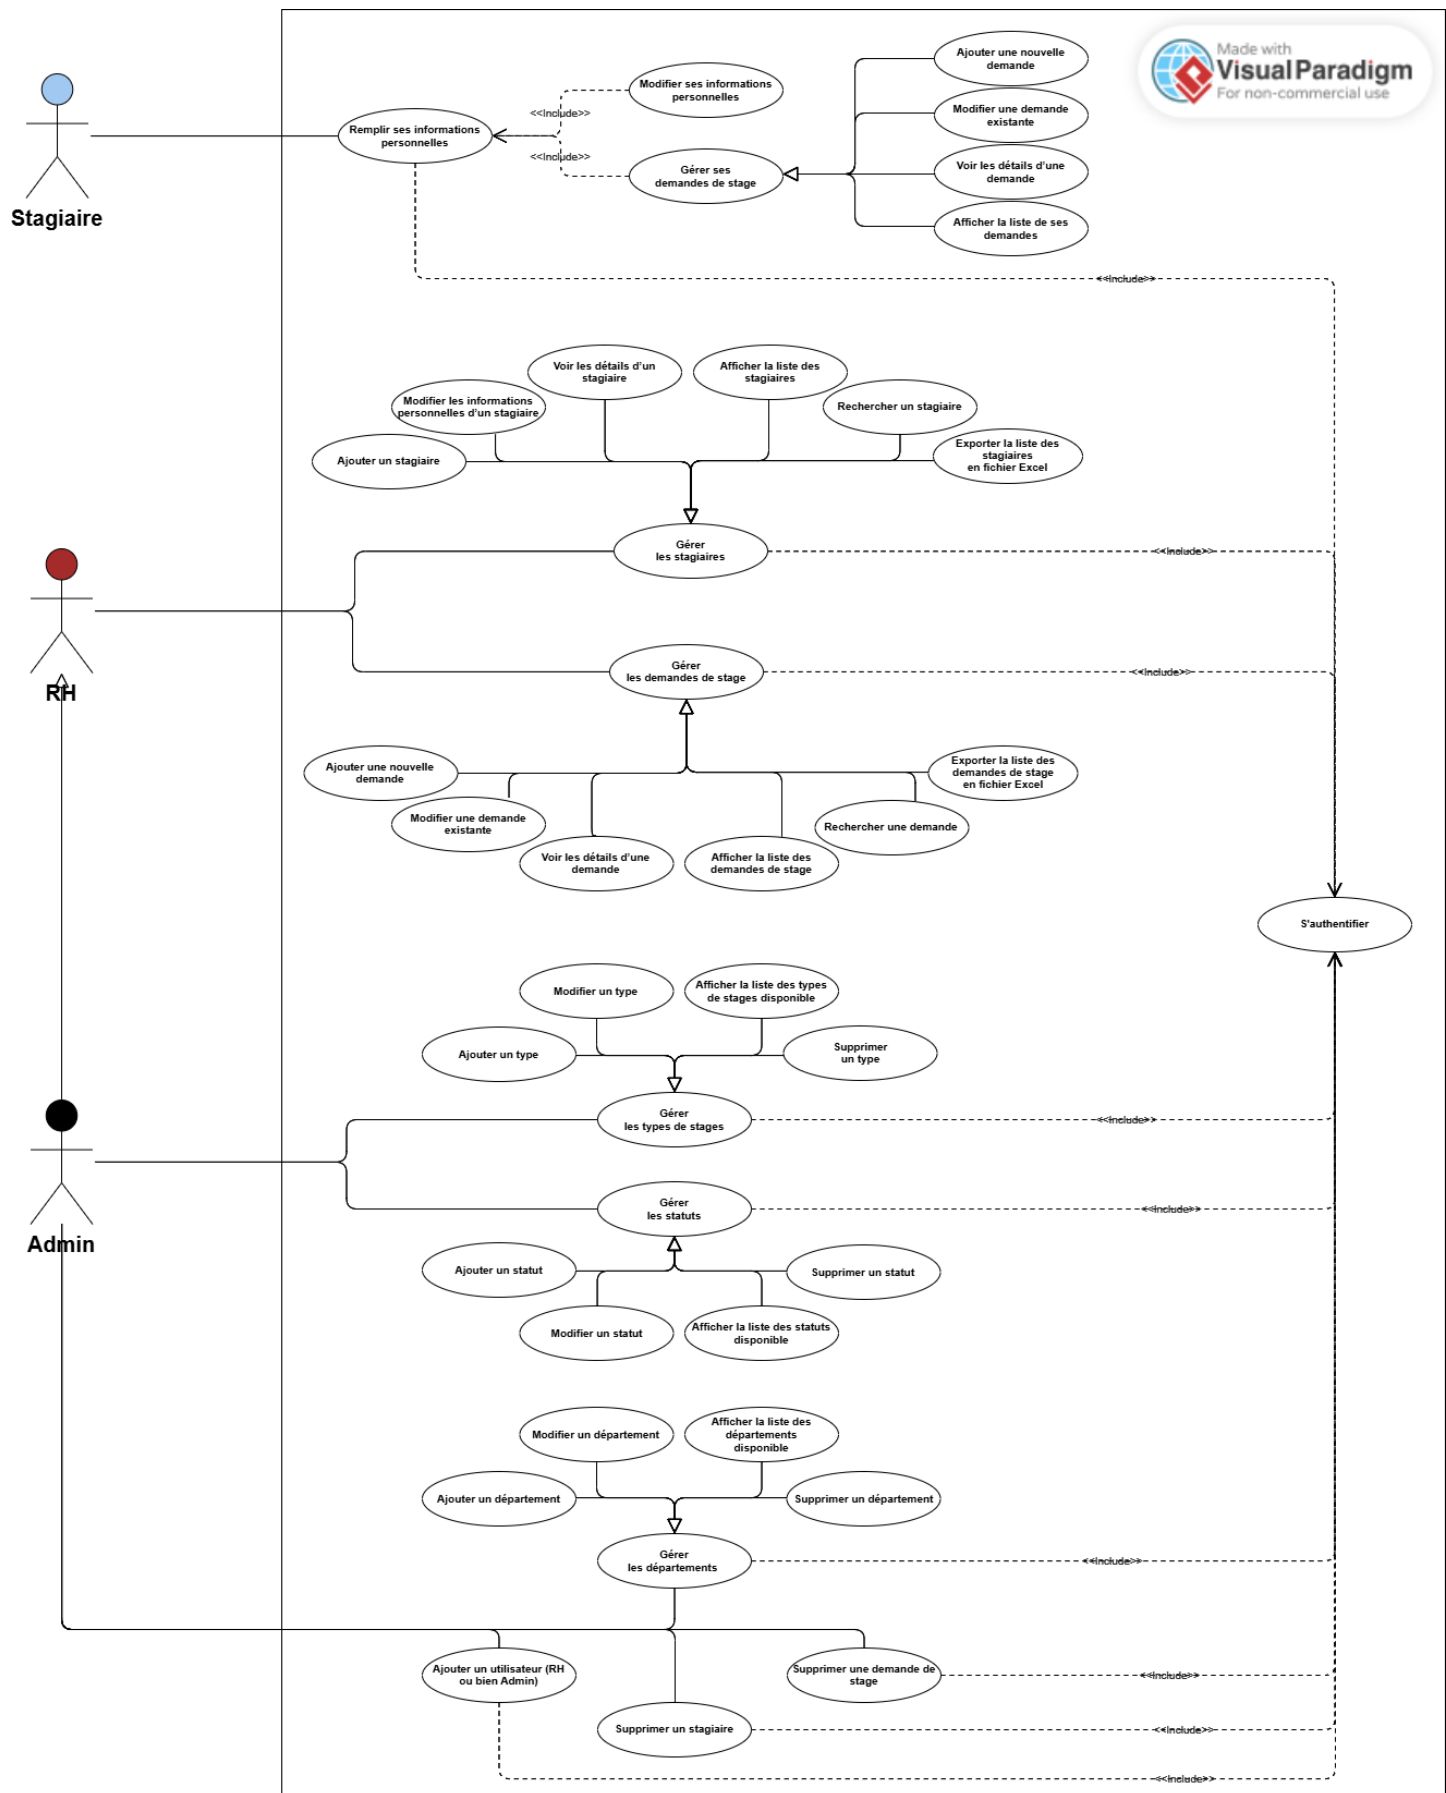 Made with
Visual Paradigm
For non-commercial use
Ajouter une nouvelle
demande
Modifier ses informations
personnelles
Modifier une demande
existante
<<Include>>
Remplir ses informations
personnelles
<<Include>>
Gérer ses
demandes de stage
Voir les détails d'une
demande
Stagiaire
Afficher la liste de ses
demandes
<<Include>>
Voir les détails d'un
stagiaire
Afficher la liste des
stagiaires
Modifier les informations
personnelles d'un stagiaire
Rechercher un stagiaire
Ajouter un stagiaire
Exporter la liste des
stagiaires
en fichier Excel
Gérer
les stagiaires
<<Include>>
Gérer
les demandes de stage
<<Include>>
RH
Ajouter une nouvelle
demande
Exporter la liste des
demandes de stage
en fichier Excel
Modifier une demande
existante
Rechercher une demande
Voir les détails d'une
demande
Afficher la liste des
demandes de stage
S'authentifier
Modifier un type
Afficher la liste des types
de stages disponible
Ajouter un type
Supprimer
un type
Gérer
les types de stages
<<Include>>
Gérer
les statuts
<<Include>>
Admin
Ajouter un statut
Supprimer un statut
Modifier un statut
Afficher la liste des statuts
disponible
Modifier un département
Afficher la liste des
départements
disponible
Ajouter un département
Supprimer un département
Gérer
les départements
<<Include>>
Ajouter un utilisateur (RH
ou bien Admin)
Supprimer une demande de
stage
<<Include>>
Supprimer un stagiaire
<<Include>>
<<Include>>